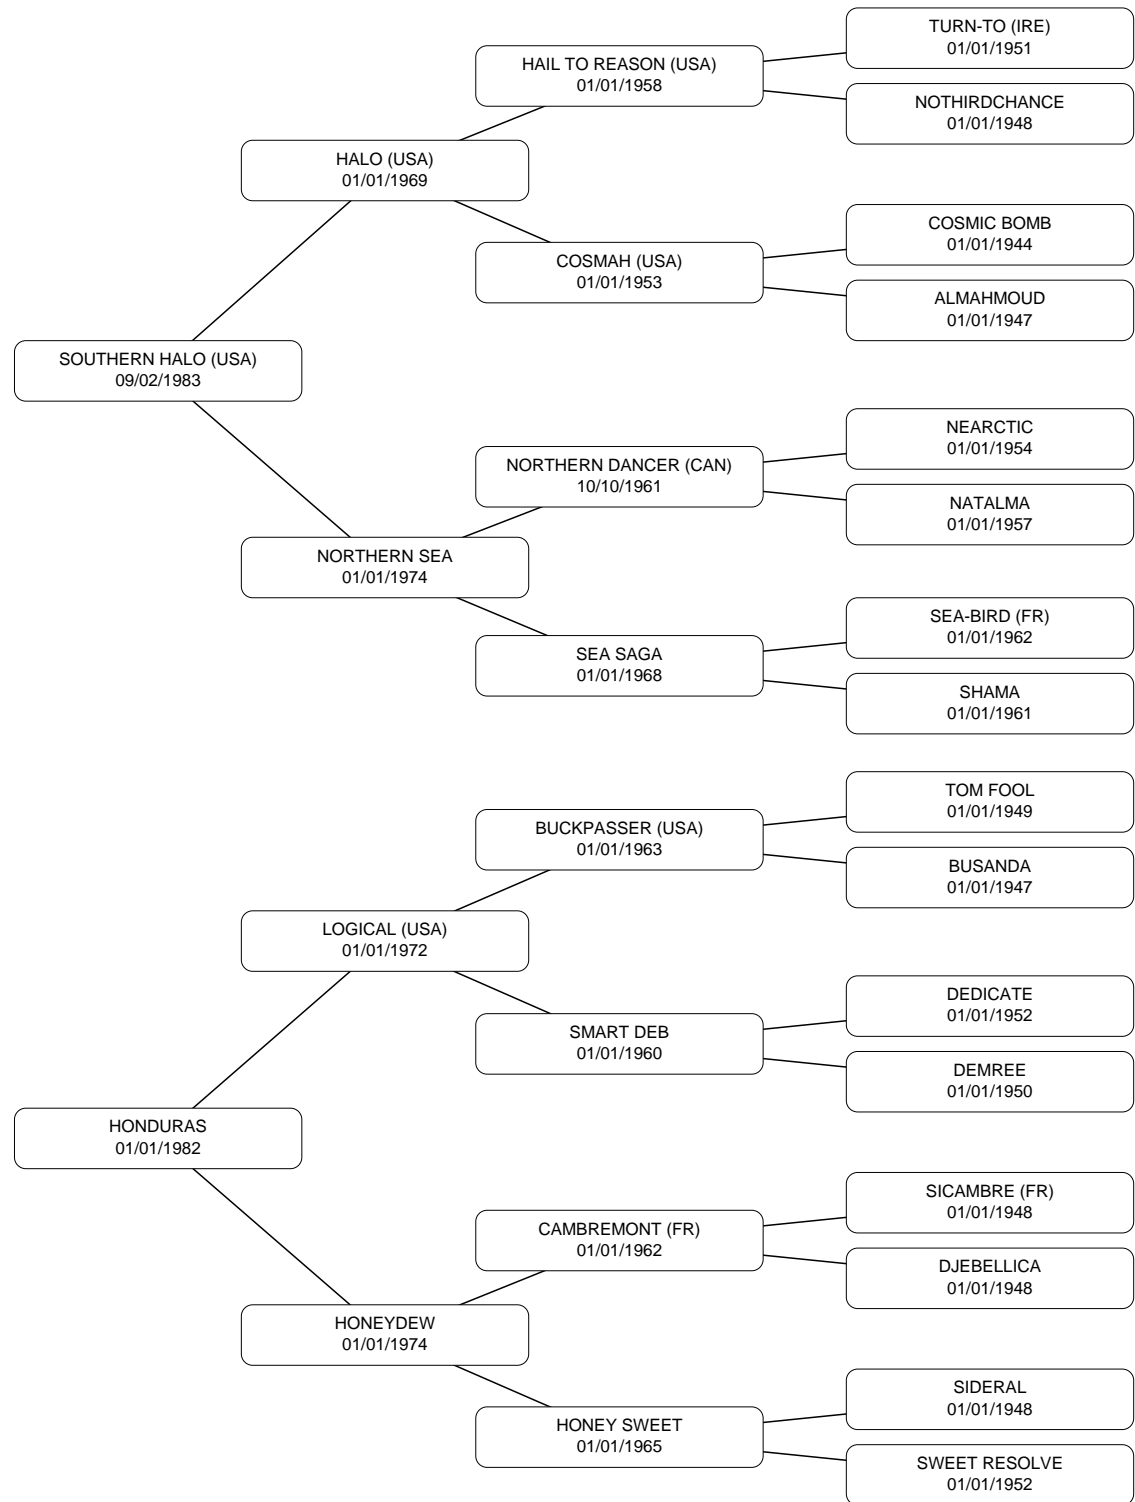 TURN-TO (IRE)
01/01/1951
HAIL TO REASON (USA)
01/01/1958
NOTHIRDCHANCE
01/01/1948
HALO (USA)
01/01/1969
COSMIC BOMB
01/01/1944
COSMAH (USA)
01/01/1953
ALMAHMOUD
01/01/1947
SOUTHERN HALO (USA)
09/02/1983
NEARCTIC
01/01/1954
NORTHERN DANCER (CAN)
10/10/1961
NATALMA
01/01/1957
NORTHERN SEA
01/01/1974
SEA-BIRD (FR)
01/01/1962
SEA SAGA
01/01/1968
SHAMA
01/01/1961
TOM FOOL
01/01/1949
BUCKPASSER (USA)
01/01/1963
BUSANDA
01/01/1947
LOGICAL (USA)
01/01/1972
DEDICATE
01/01/1952
SMART DEB
01/01/1960
DEMREE
01/01/1950
HONDURAS
01/01/1982
SICAMBRE (FR)
01/01/1948
CAMBREMONT (FR)
01/01/1962
DJEBELLICA
01/01/1948
HONEYDEW
01/01/1974
SIDERAL
01/01/1948
HONEY SWEET
01/01/1965
SWEET RESOLVE
01/01/1952